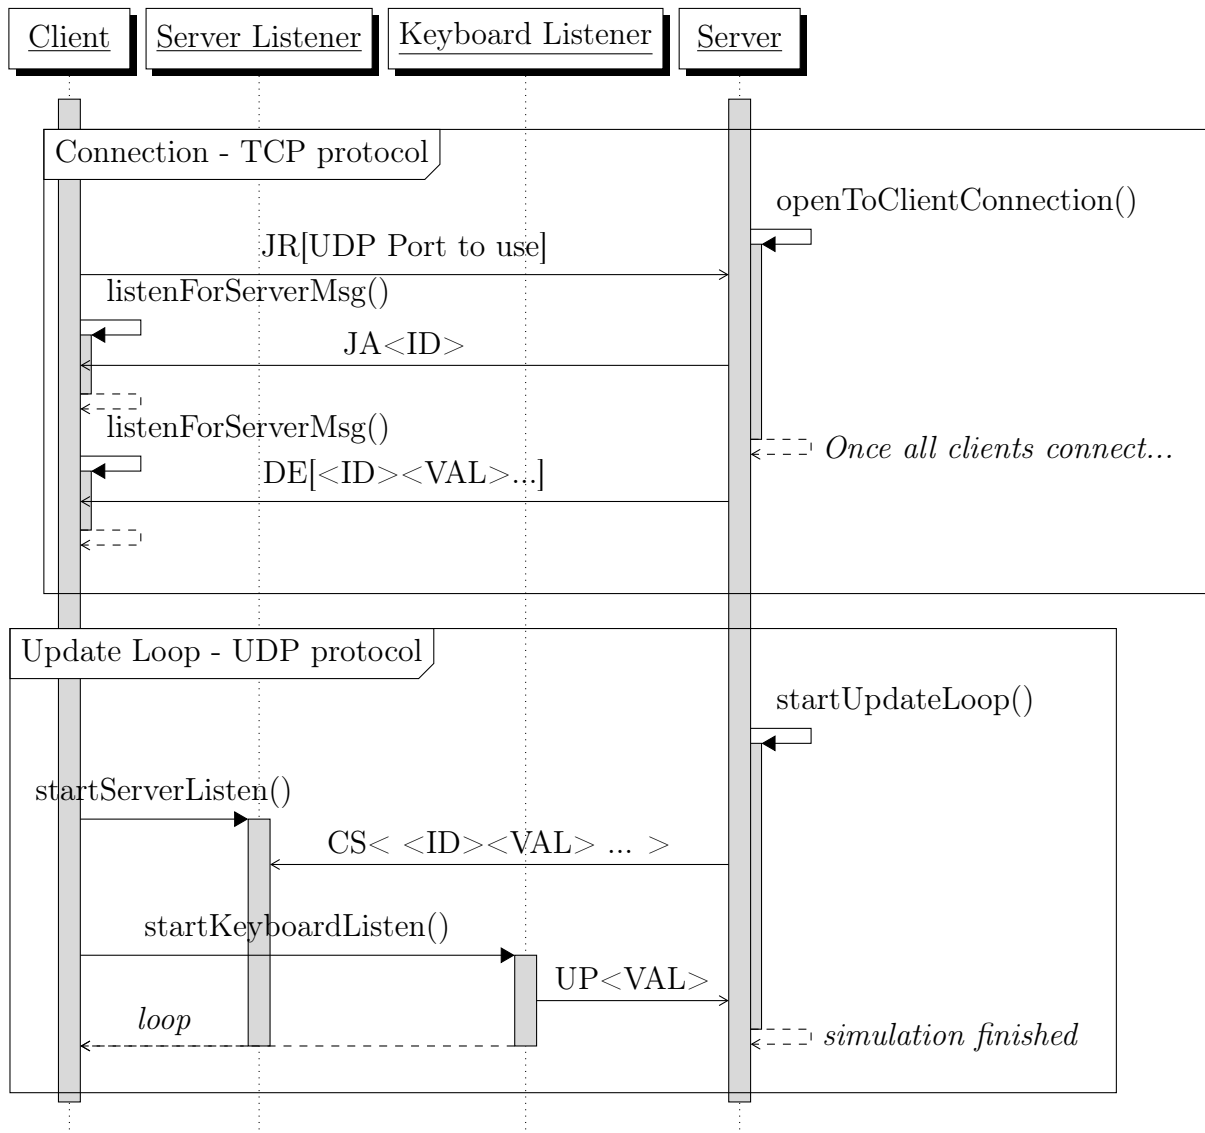 Client
Server Listener
Keyboard Listener
Server
Connection - TCP protocol
openToClientConnection()
JR[UDP Port to use]
listenForServerMsg()
JA<ID>
listenForServerMsg()
Once all clients connect...
DE[<ID><VAL>...]
Update Loop - UDP protocol
startUpdateLoop()
startServerListen()
CS< <ID><VAL> ... >
startKeyboardListen()
UP<VAL>
loop
simulation finished